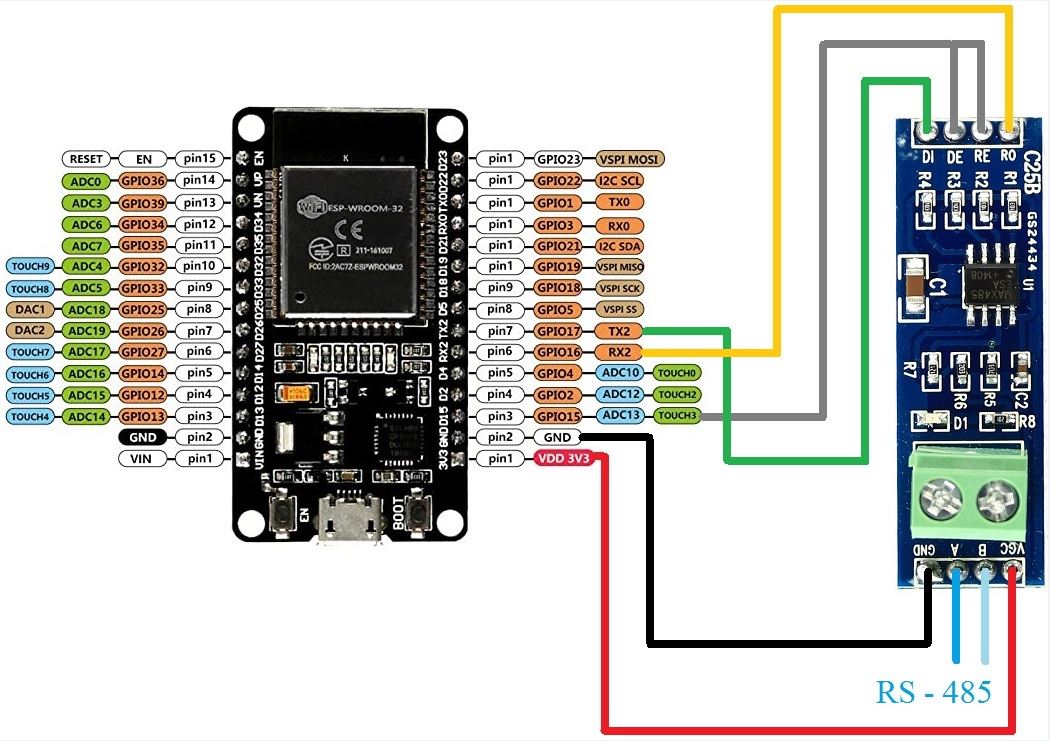 RESET EN pin15
ADC0 GPIO36 pin14
ADC3 GPIO39 pin13
ADC6 GPIO34 pin12
ADC7 GPIO35 pin11
TOUCH9 ADC4 GPIO32 pin10
TOUCH8 ADC5 GPIO33 pin9
DAC1 ADC18 GPIO25 pin8
DAC2 ADC19 GPIO26 pin7
TOUCH7 ADC17 GPIO27 pin6
TOUCH6 ADC16 GPIO14 pin5
TOUCH5 ADC15 GPIO12 pin4
TOUCH4 ADC14 GPIO13 pin3
GND pin2
VIN pin1
EN
VP
VN
D34
D35
D32
D33
D25
D26
D27
D14
D12
D13
GND
VIN
K
WiFi ESP-WROOM-32
CE
R 211-161007
FCC ID:2AC7Z-ESPWROOM32
EN
BOOT
D23
D22
TX0
RX0
D21
D19
D18
D5
TX2
RX2
D4
D2
D15
GND
3V3
pin1 GPIO23 VSPI MOSI
pin1 GPIO22 I2C SCL
pin1 GPIO1 TX0
pin1 GPIO3 RX0
pin1 GPIO21 I2C SDA
pin1 GPIO19 VSPI MISO
pin9 GPIO18 VSPI SCK
pin8 GPIO5 VSPI SS
pin7 GPIO17 TX2
pin6 GPIO16 RX2
pin5 GPIO4 ADC10 TOUCH0
pin4 GPIO2 ADC12 TOUCH2
pin3 GPIO15 ADC13 TOUCH3
pin2 GND
pin1 VDD 3V3
DI DE RE RO
C25B
R4 R3 R2 R1
GS24434
U1
C1
MAX485
ESA
+1408
R7 R6 R5 C2
D1 R8
GND A B VCC
RS - 485